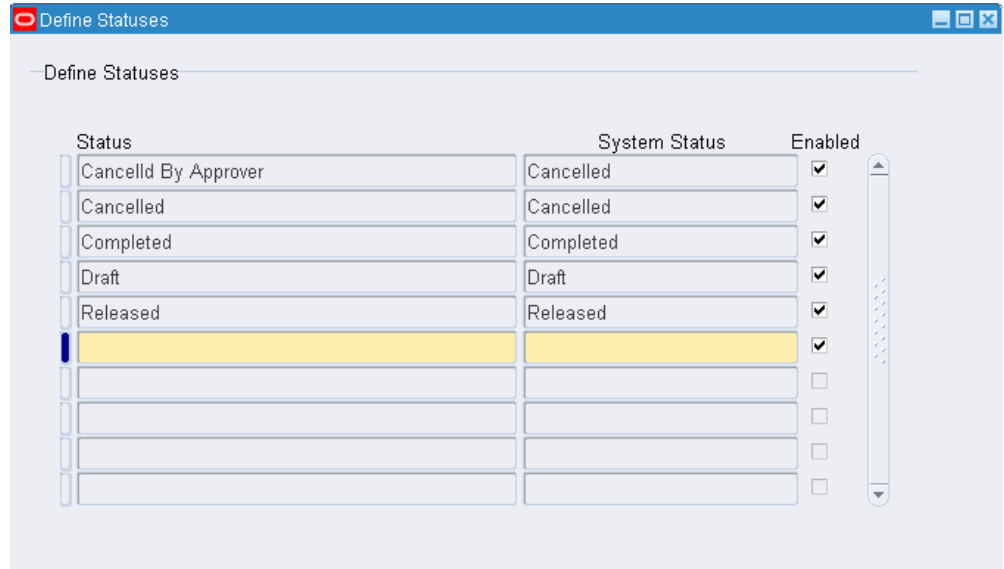 Define Statuses
Define Statuses
Status System Status Enabled
Cancelld By Approver Cancelled
Cancelled Cancelled
Completed Completed
Draft Draft
Released Released